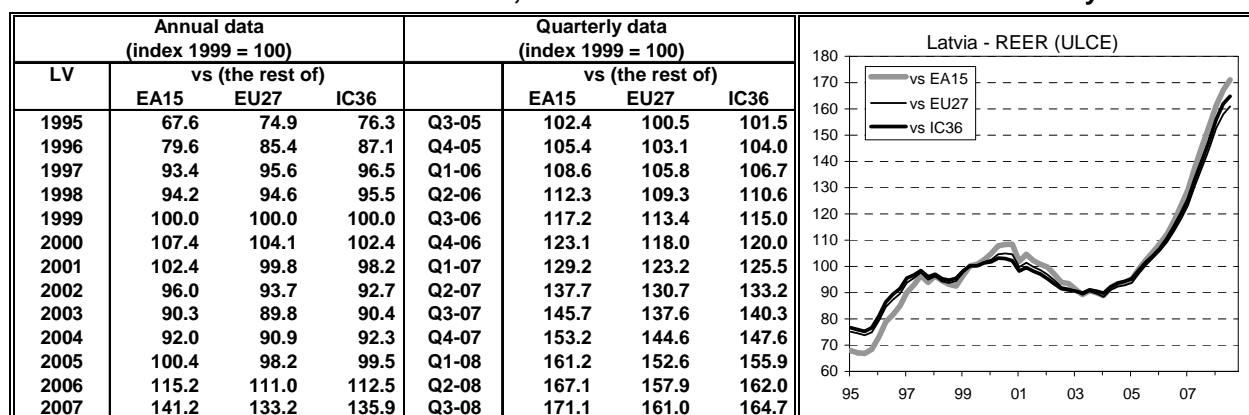 Annual data Quarterly data
(index 1999 = 100) (index 1999 = 100)
LV vs (the rest of) vs (the rest of)
EA15 EU27 IC36 EA15 EU27 IC36
1995 67.6 74.9 76.3 Q3-05 102.4 100.5 101.5
1996 79.6 85.4 87.1 Q4-05 105.4 103.1 104.0
1997 93.4 95.6 96.5 Q1-06 108.6 105.8 106.7
1998 94.2 94.6 95.5 Q2-06 112.3 109.3 110.6
1999 100.0 100.0 100.0 Q3-06 117.2 113.4 115.0
2000 107.4 104.1 102.4 Q4-06 123.1 118.0 120.0
2001 102.4 99.8 98.2 Q1-07 129.2 123.2 125.5
2002 96.0 93.7 92.7 Q2-07 137.7 130.7 133.2
2003 90.3 89.8 90.4 Q3-07 145.7 137.6 140.3
2004 92.0 90.9 92.3 Q4-07 153.2 144.6 147.6
2005 100.4 98.2 99.5 Q1-08 161.2 152.6 155.9
2006 115.2 111.0 112.5 Q2-08 167.1 157.9 162.0
2007 141.2 133.2 135.9 Q3-08 171.1 161.0 164.7
Latvia - REER (ULCE)
vs EA15
vs EU27
vs IC36
180
170
160
150
140
130
120
110
100
90
80
70
60
95 97 99 01 03 05 07